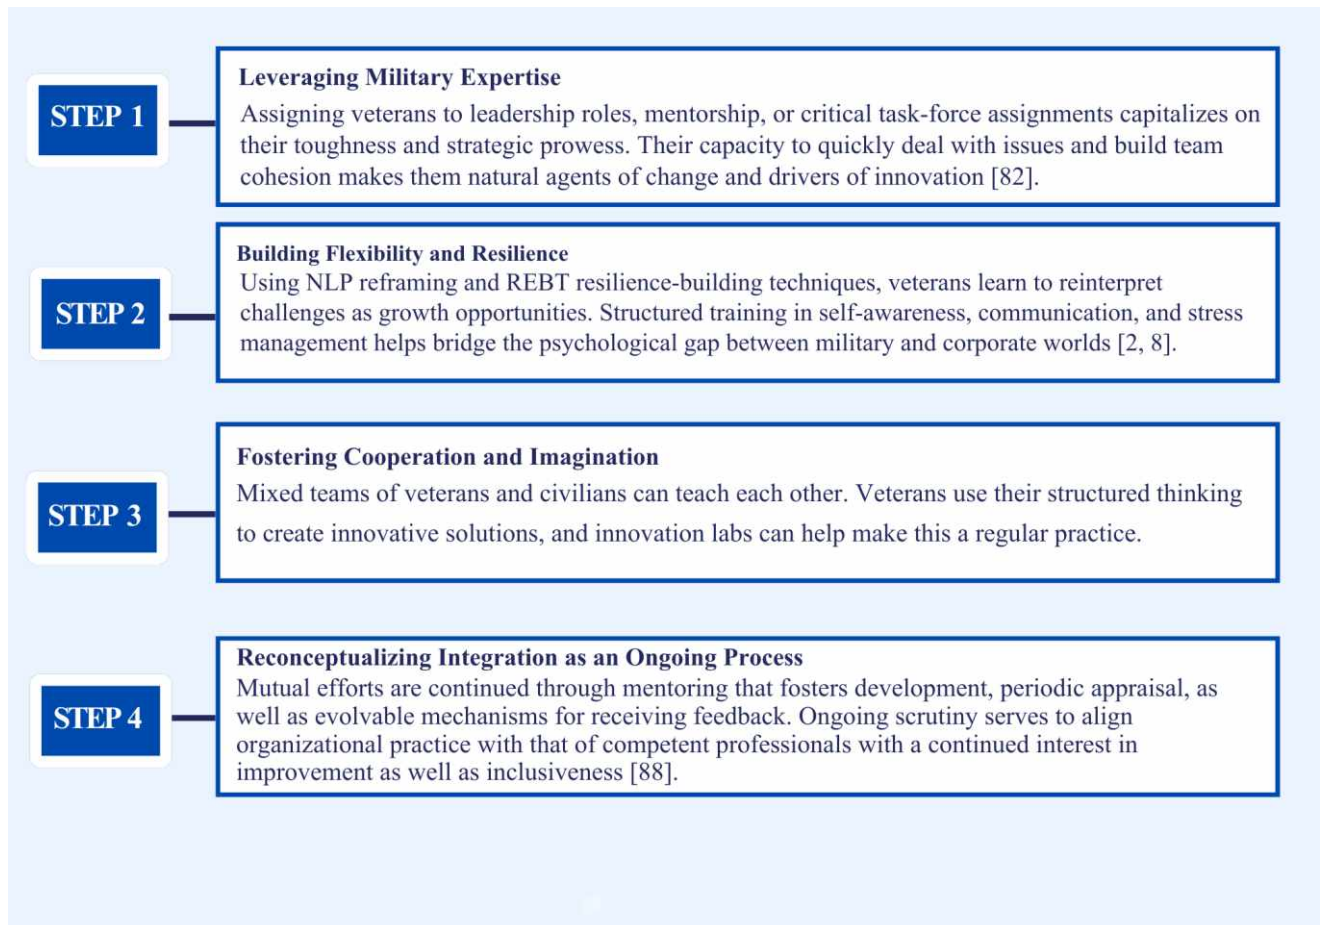 STEP 1
Leveraging Military Expertise
Assigning veterans to leadership roles, mentorship, or critical task-force assignments capitalizes on
their toughness and strategic prowess. Their capacity to quickly deal with issues and build team
cohesion makes them natural agents of change and drivers of innovation [82].
STEP 2
Building Flexibility and Resilience
Using NLP reframing and REBT resilience-building techniques, veterans learn to reinterpret
challenges as growth opportunities. Structured training in self-awareness, communication, and stress
management helps bridge the psychological gap between military and corporate worlds [2, 8].
STEP 3
Fostering Cooperation and Imagination
Mixed teams of veterans and civilians can teach each other. Veterans use their structured thinking
to create innovative solutions, and innovation labs can help make this a regular practice.
STEP 4
Reconceptualizing Integration as an Ongoing Process
Mutual efforts are continued through mentoring that fosters development, periodic appraisal, as
well as evolvable mechanisms for receiving feedback. Ongoing scrutiny serves to align
organizational practice with that of competent professionals with a continued interest in
improvement as well as inclusiveness [88].